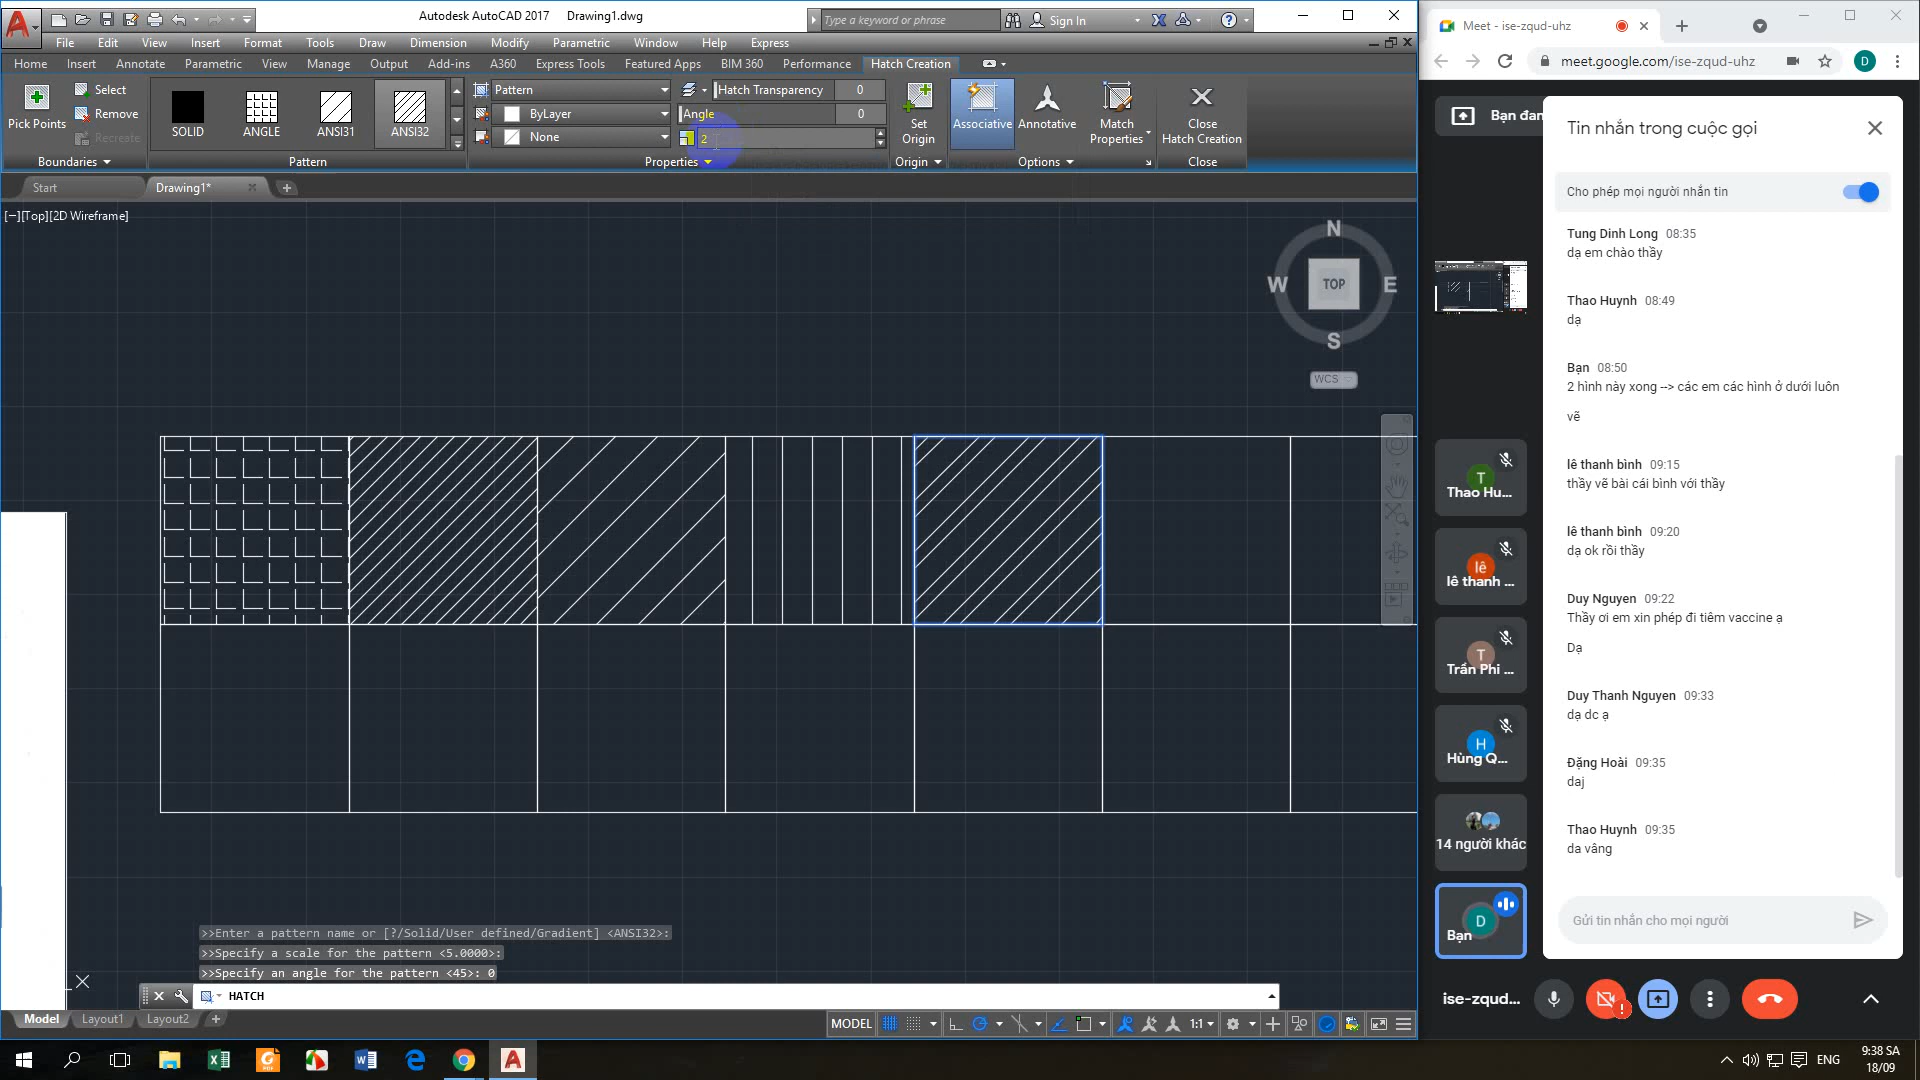 Autodesk AutoCAD 2017 Drawing1.dwg
Type a keyword or phrase
Sign In
File Edit View Insert Format Tools Draw Dimension Modify Parametric Window Help Express
Home Insert Annotate Parametric View Manage Output Add-ins A360 Express Tools Featured Apps BIM 360 Performance Hatch Creation
Pick Points
Select
Remove
Recreate
Boundaries
SOLID
ANGLE
ANSI31
ANSI32
Pattern
Pattern
ByLayer
None
Hatch Transparency 0
Angle 0
2
Properties
Set Origin
Origin
Associative
Annotative
Match Properties
Options
Close Hatch Creation
Close
Start
Drawing1*
[−][Top][2D Wireframe]
N
W TOP E
S
WCS
>>Enter a pattern name or [?/Solid/User defined/Gradient] <ANSI32>:
>>Specify a scale for the pattern <5.0000>:
>>Specify an angle for the pattern <45>: 0
HATCH
Model Layout1 Layout2
MODEL
1:1
Meet - ise-zqud-uhz
meet.google.com/ise-zqud-uhz
D
Bạn đan
Tin nhắn trong cuộc gọi
Cho phép mọi người nhắn tin
Tung Dinh Long 08:35
dạ em chào thầy
Thao Huynh 08:49
dạ
Bạn 08:50
2 hình này xong --> các em các hình ở dưới luôn
vẽ
lê thanh bình 09:15
thầy vẽ bài cái bình với thầy
lê thanh bình 09:20
dạ ok rồi thầy
Duy Nguyen 09:22
Thầy ơi em xin phép đi tiêm vaccine ạ
Dạ
Duy Thanh Nguyen 09:33
dạ dc ạ
Đặng Hoài 09:35
daj
Thao Huynh 09:35
da vâng
Gửi tin nhắn cho mọi người
T
Thao Hu...
lê
lê thanh ...
T
Trần Phi ...
H
Hùng Q...
14 người khác
D
Bạn
ise-zqud...
ENG
9:38 SA
18/09